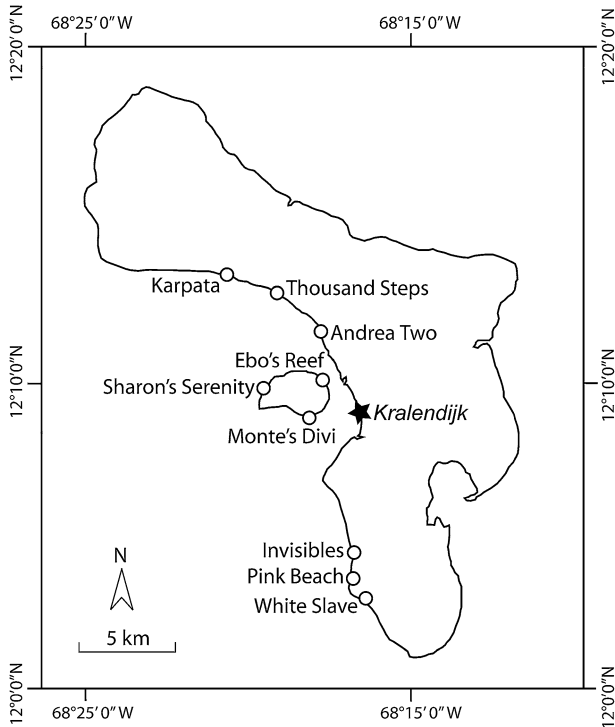 68°25′0″W 68°15′0″W
12°20′0″N 12°20′0″N
Karpata
Thousand Steps
Andrea Two
Ebo's Reef
12°10′0″N 12°10′0″N
Sharon's Serenity
Kralendijk
Monte's Divi
Invisibles
N
Pink Beach
White Slave
5 km
12°0′0″N 12°0′0″N
68°25′0″W 68°15′0″W